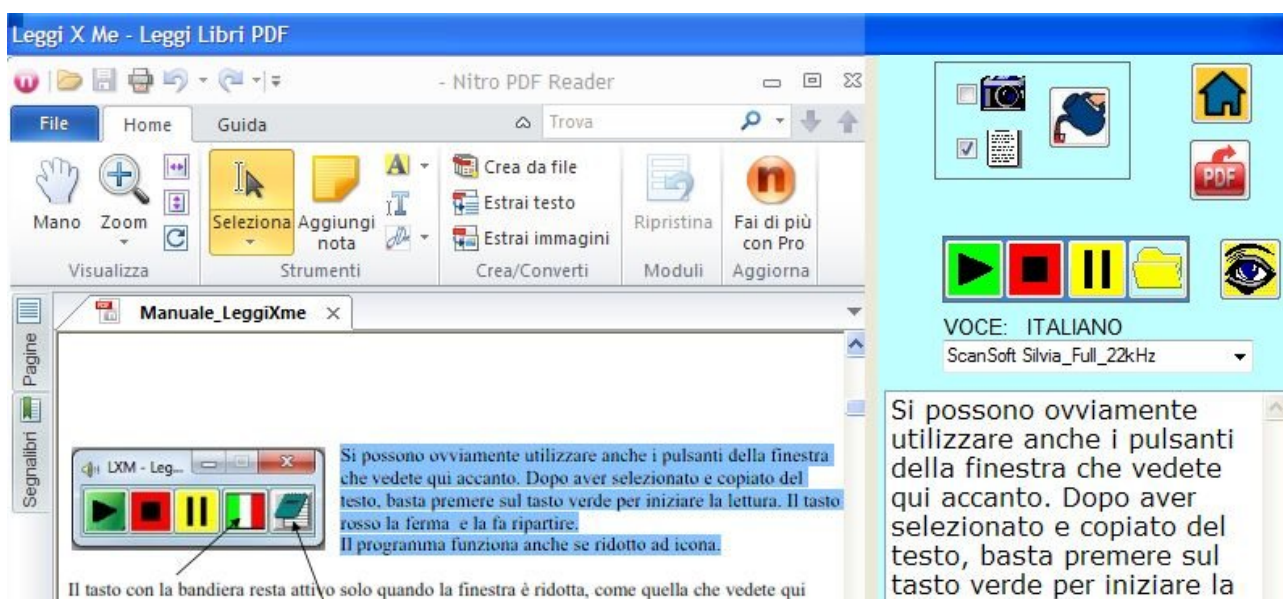 Leggi X Me - Leggi Libri PDF
- Nitro PDF Reader
File Home Guida Trova
Mano Zoom
Seleziona Aggiungi nota
Crea da file
Estrai testo
Estrai immagini
Ripristina
Fai di più con Pro
Visualizza Strumenti Crea/Converti Moduli Aggiorna
Manuale_LeggiXme
Pagine
Segnalibri
LXM - Leg...
Si possono ovviamente utilizzare anche i pulsanti della finestra
che vedete qui accanto. Dopo aver selezionato e copiato del
testo, basta premere sul tasto verde per iniziare la lettura. Il tasto
rosso la ferma e la fa ripartire.
Il programma funziona anche se ridotto ad icona.
Il tasto con la bandiera resta attivo solo quando la finestra è ridotta, come quella che vedete qui
PDF
VOCE: ITALIANO
ScanSoft Silvia_Full_22kHz
Si possono ovviamente
utilizzare anche i pulsanti
della finestra che vedete
qui accanto. Dopo aver
selezionato e copiato del
testo, basta premere sul
tasto verde per iniziare la